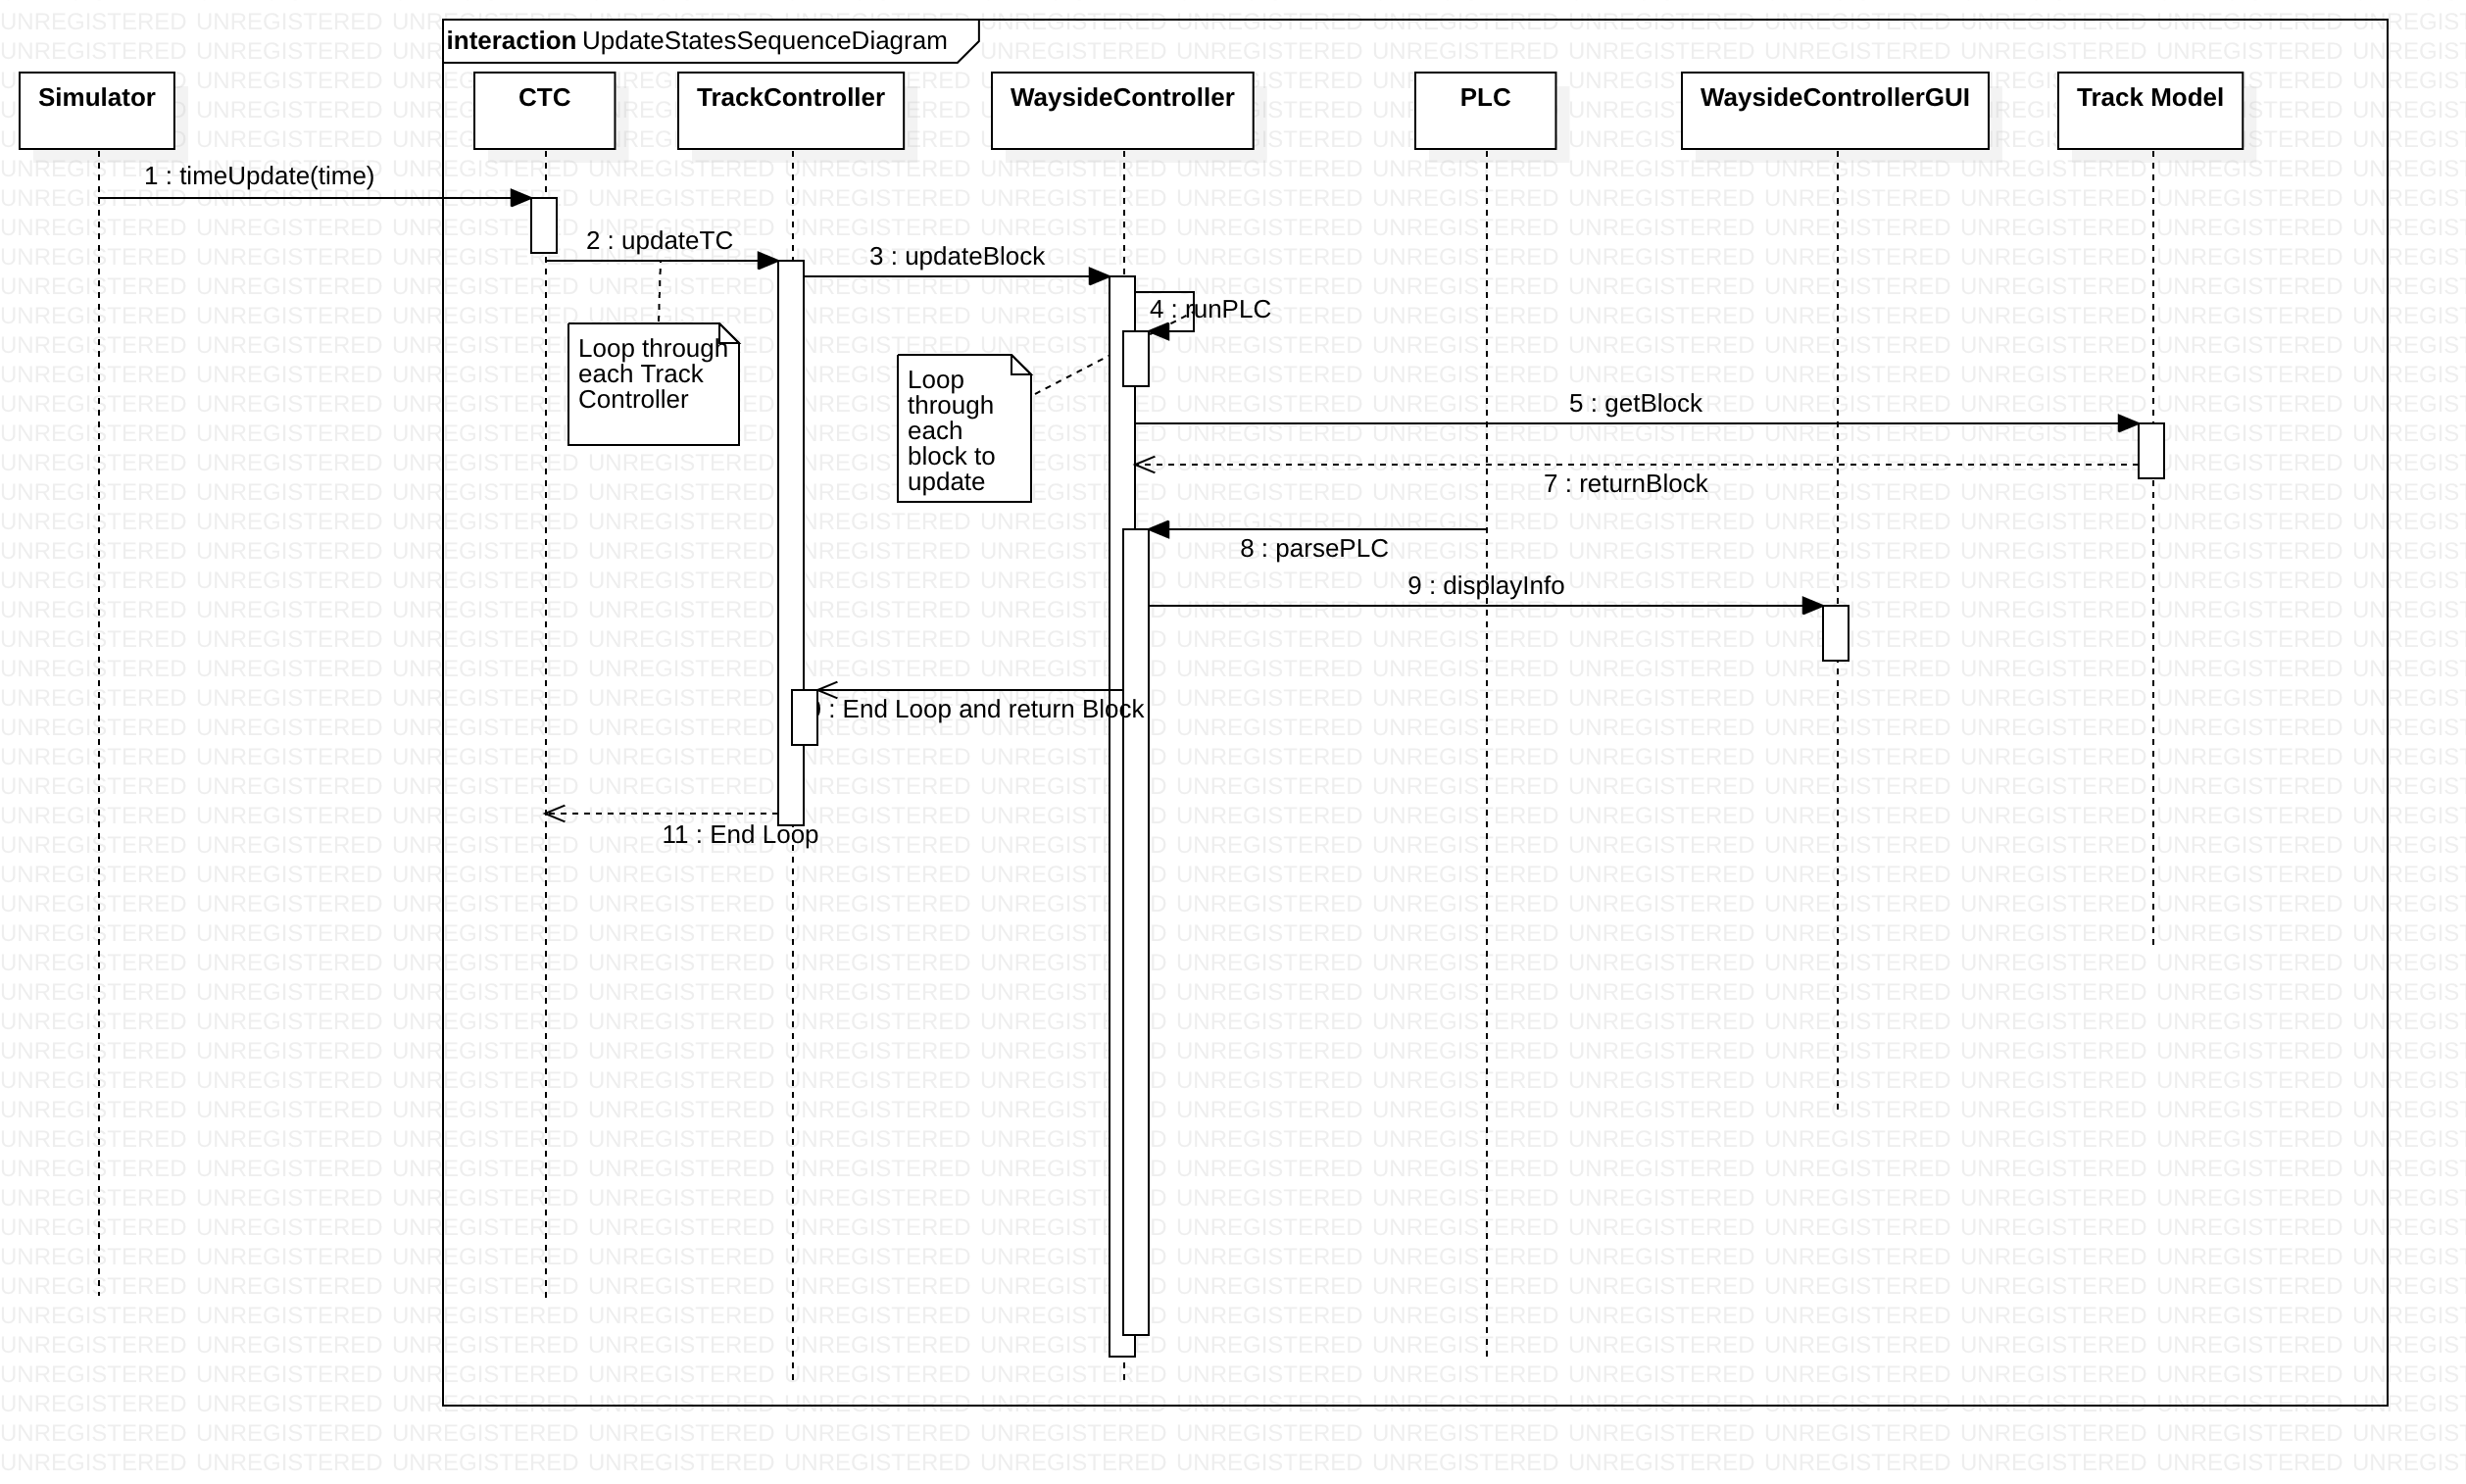 interaction UpdateStatesSequenceDiagram
Simulator
CTC
TrackController
WaysideController
PLC
WaysideControllerGUI
Track Model
1 : timeUpdate(time)
2 : updateTC
3 : updateBlock
4 : runPLC
Loop through
each Track
Controller
Loop
through
each
block to
update
5 : getBlock
7 : returnBlock
8 : parsePLC
9 : displayInfo
: End Loop and return Block
11 : End Loop
UNREGISTERED